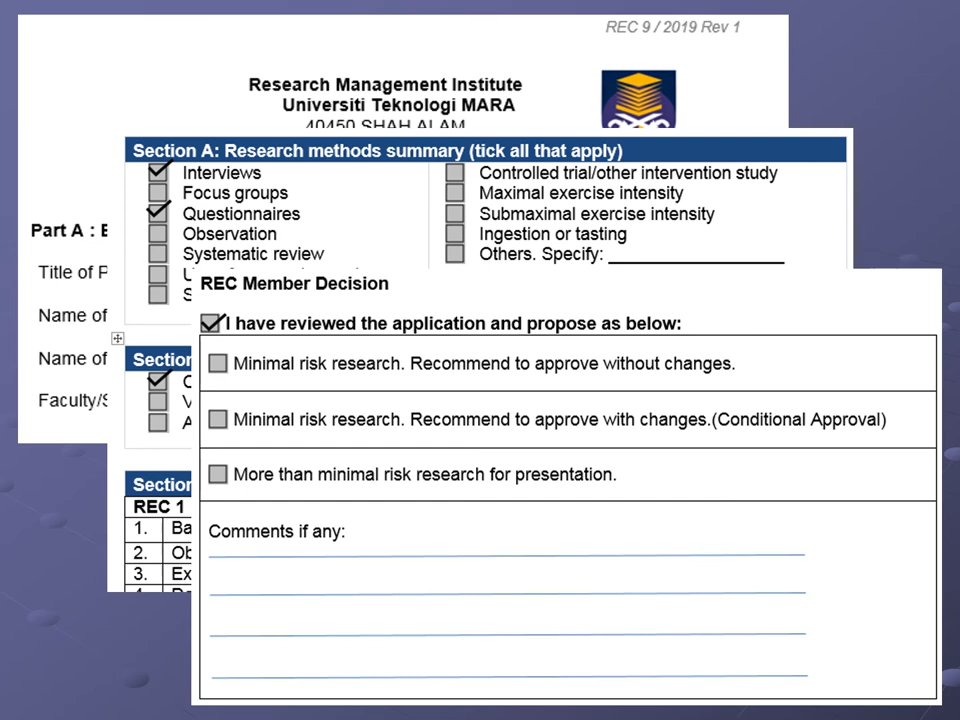 REC 9 / 2019 Rev 1
Research Management Institute
Universiti Teknologi MARA
40450 SHAH ALAM
Part A :
Title of
Name of
Name of
Section A: Research methods summary (tick all that apply)
Interviews
Focus groups
Questionnaires
Observation
Systematic review
Controlled trial/other intervention study
Maximal exercise intensity
Submaximal exercise intensity
Ingestion or tasting
Others. Specify:
Section
Section
REC 1
1.
2.
3.
REC Member Decision
I have reviewed the application and propose as below:
Minimal risk research. Recommend to approve without changes.
Minimal risk research. Recommend to approve with changes.(Conditional Approval)
More than minimal risk research for presentation.
Comments if any: